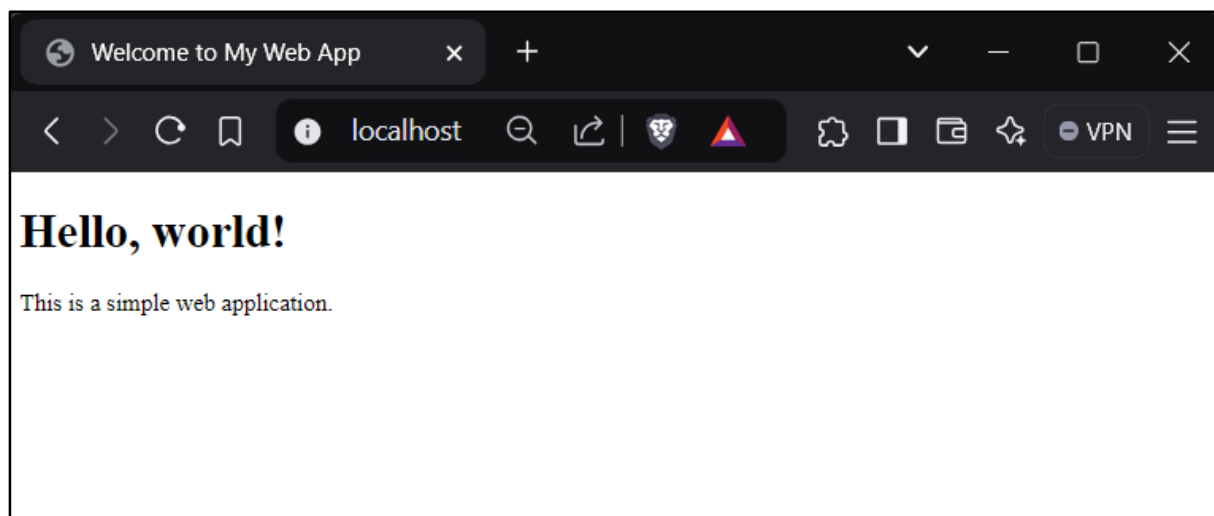 Welcome to My Web App
localhost
VPN
Hello, world!
This is a simple web application.